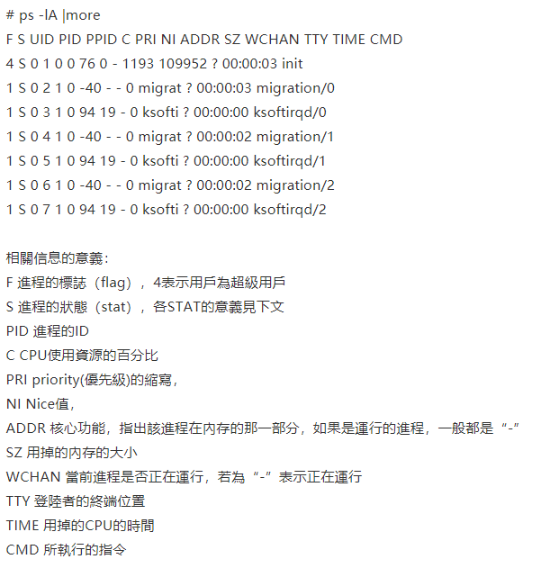 # ps -lA |more
F S UID PID PPID C PRI NI ADDR SZ WCHAN TTY TIME CMD
4 S 0 1 0 0 76 0 - 1193 109952 ? 00:00:03 init
1 S 0 2 1 0 -40 - - 0 migrat ? 00:00:03 migration/0
1 S 0 3 1 0 94 19 - 0 ksofti ? 00:00:00 ksoftirqd/0
1 S 0 4 1 0 -40 - - 0 migrat ? 00:00:02 migration/1
1 S 0 5 1 0 94 19 - 0 ksofti ? 00:00:00 ksoftirqd/1
1 S 0 6 1 0 -40 - - 0 migrat ? 00:00:02 migration/2
1 S 0 7 1 0 94 19 - 0 ksofti ? 00:00:00 ksoftirqd/2
相關信息的意義：
F 進程的標誌（flag），4表示用戶為超級用戶
S 進程的狀態（stat），各STAT的意義見下文
PID 進程的ID
C CPU使用資源的百分比
PRI priority(優先級)的縮寫，
NI Nice值，
ADDR 核心功能，指出該進程在內存的那一部分，如果是運行的進程，一般都是“-”
SZ 用掉的內存的大小
WCHAN 當前進程是否正在運行，若為“-”表示正在運行
TTY 登陸者的終端位置
TIME 用掉的CPU的時間
CMD 所執行的指令